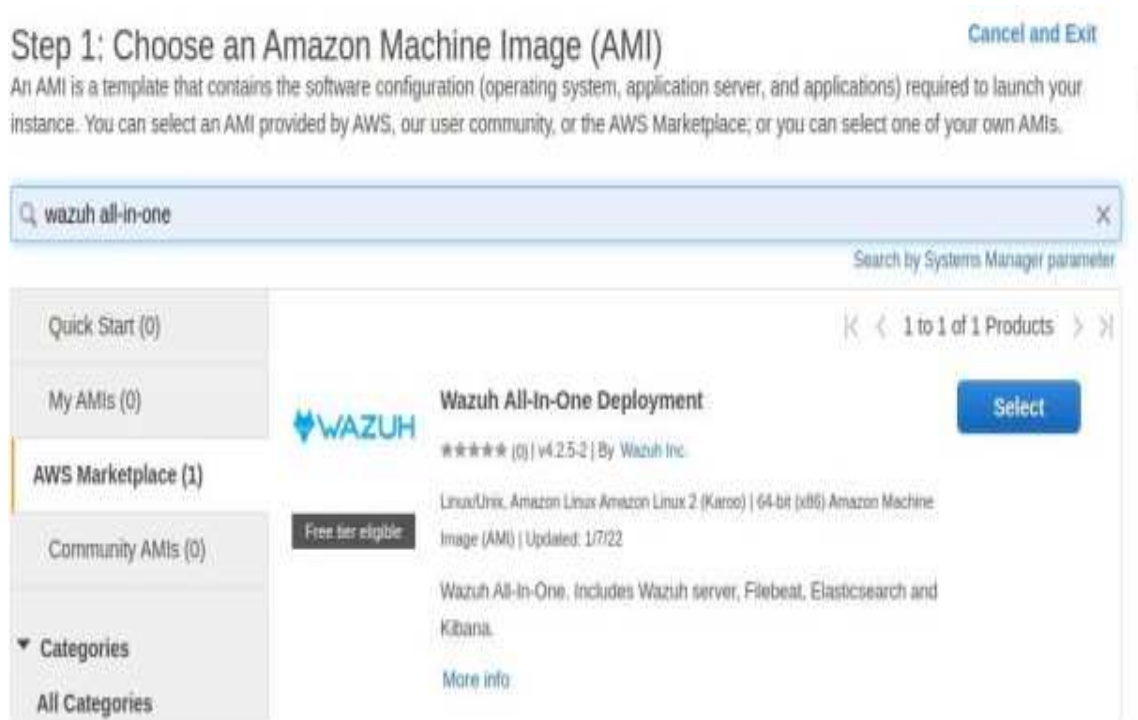 Step 1: Choose an Amazon Machine Image (AMI)
Cancel and Exit
An AMI is a template that contains the software configuration (operating system, application server, and applications) required to launch your
instance. You can select an AMI provided by AWS, our user community, or the AWS Marketplace; or you can select one of your own AMIs.
wazuh all-in-one
Search by Systems Manager parameter
Quick Start (0)
My AMIs (0)
AWS Marketplace (1)
Community AMIs (0)
Categories
All Categories
1 to 1 of 1 Products
WAZUH
Free tier eligible
Wazuh All-In-One Deployment
(0) | v4.2.5-2 | By Wazuh Inc.
Linux/Unix, Amazon Linux Amazon Linux 2 (Karoo) | 64-bit (x86) Amazon Machine
Image (AMI) | Updated: 1/7/22
Wazuh All-In-One. Includes Wazuh server, Filebeat, Elasticsearch and
Kibana.
More info
Select